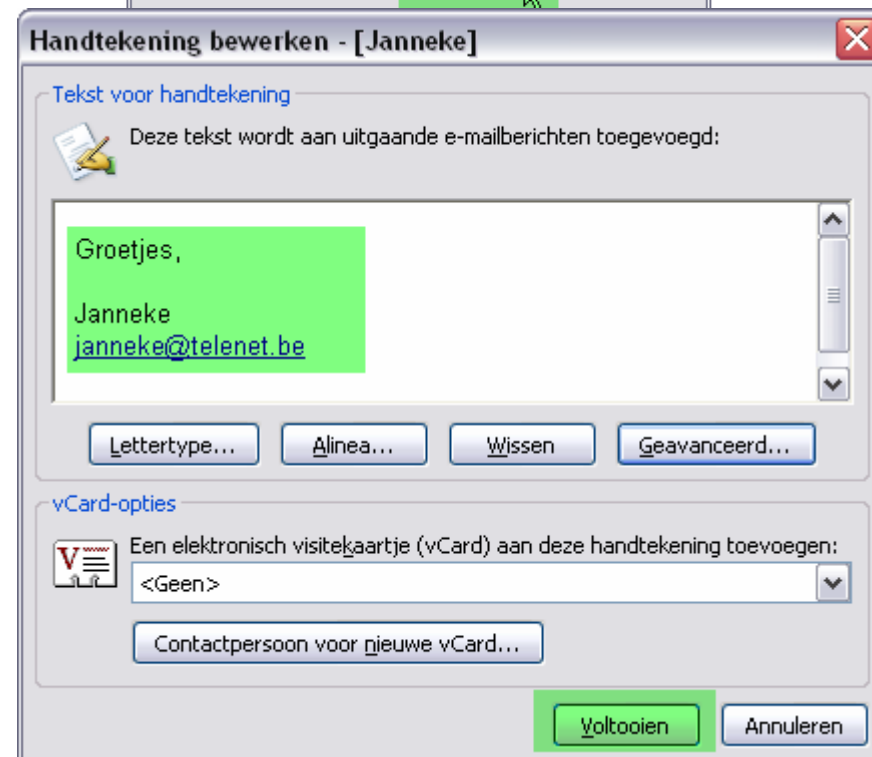 Handtekening bewerken - [Janneke]
Tekst voor handtekening
Deze tekst wordt aan uitgaande e-mailberichten toegevoegd:
Groetjes,
Janneke
janneke@telenet.be
Lettertype... Alinea... Wissen Geavanceerd...
vCard-opties
Een elektronisch visitekaartje (vCard) aan deze handtekening toevoegen:
<Geen>
Contactpersoon voor nieuwe vCard...
Voltooien Annuleren